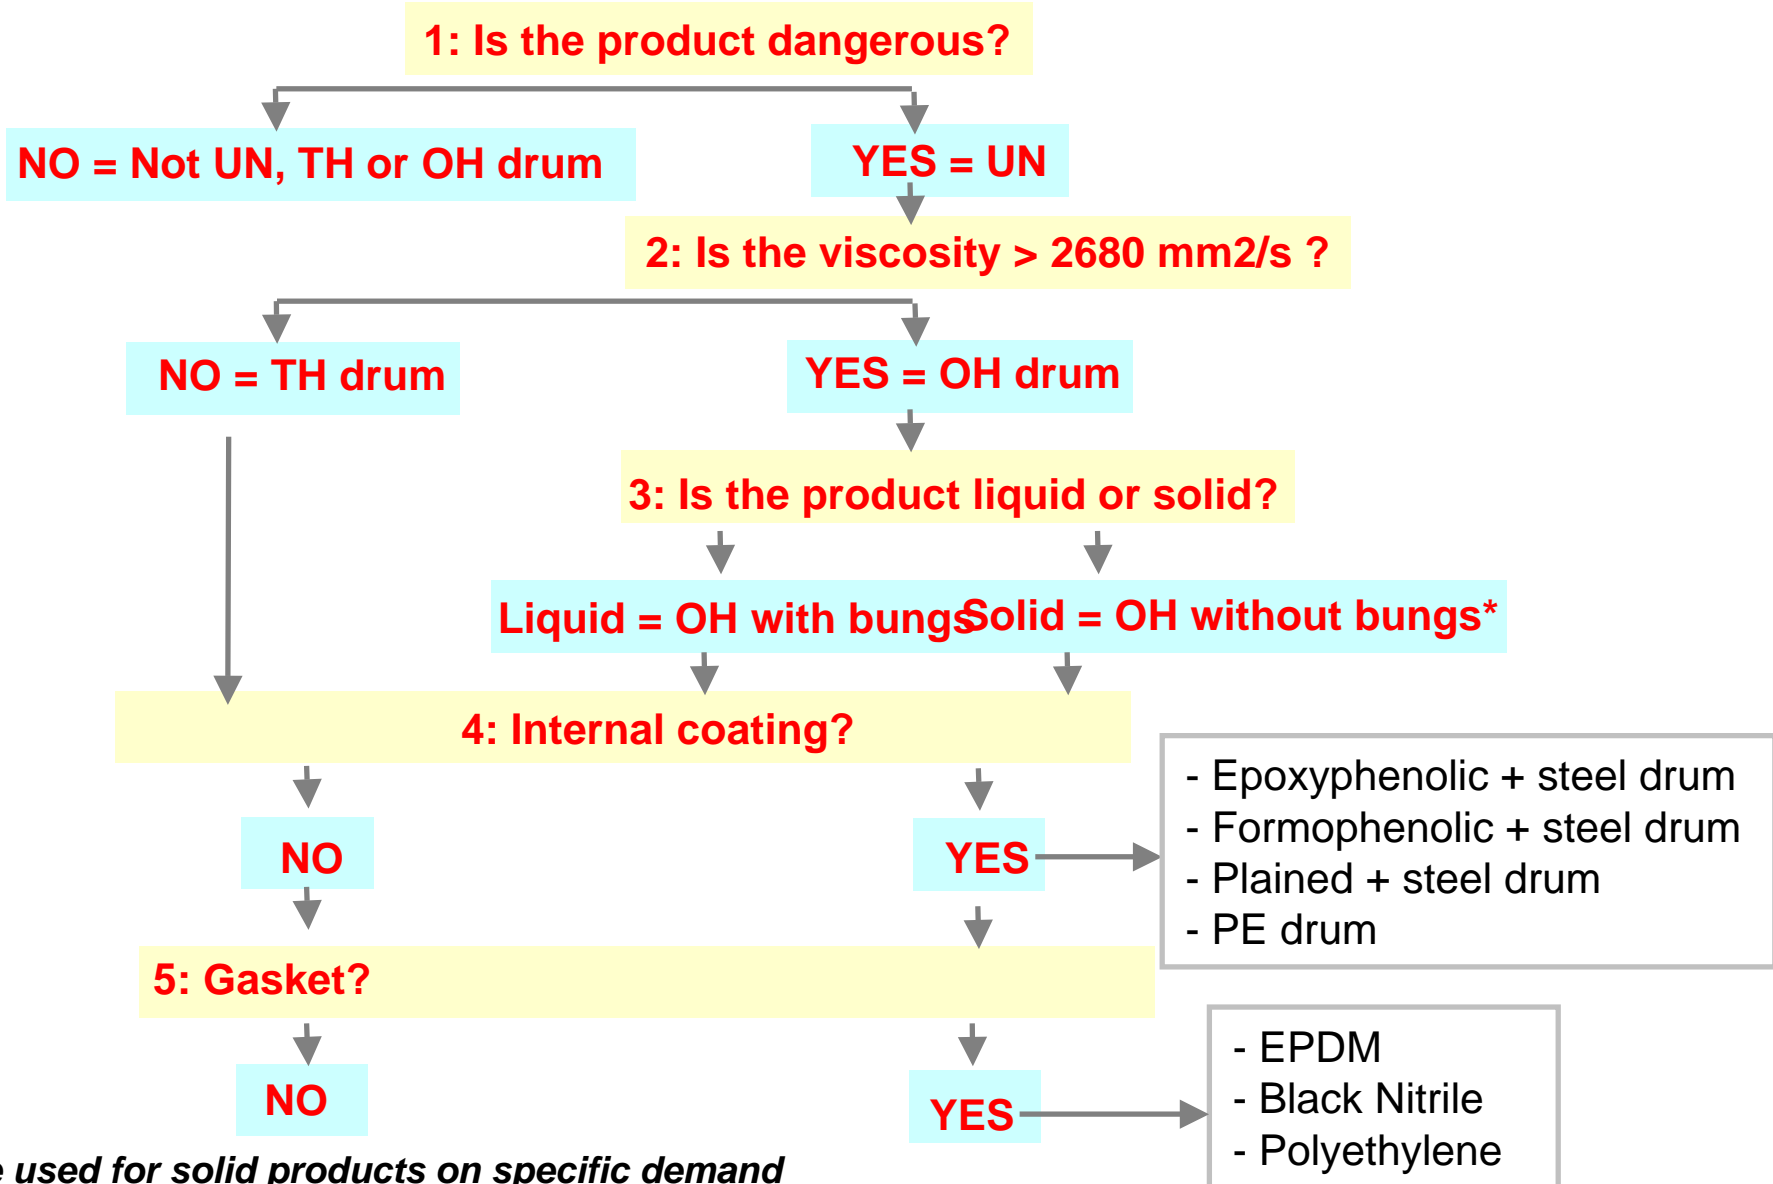 1: Is the product dangerous?
NO = Not UN, TH or OH drum
YES = UN
2: Is the viscosity > 2680 mm2/s ?
NO = TH drum
YES = OH drum
3: Is the product liquid or solid?
Liquid = OH with bungs
Solid = OH without bungs*
4: Internal coating?
NO
YES
- Epoxyphenolic + steel drum
- Formophenolic + steel drum
- Plained + steel drum
- PE drum
5: Gasket?
NO
YES
- EPDM
- Black Nitrile
- Polyethylene
used for solid products on specific demand